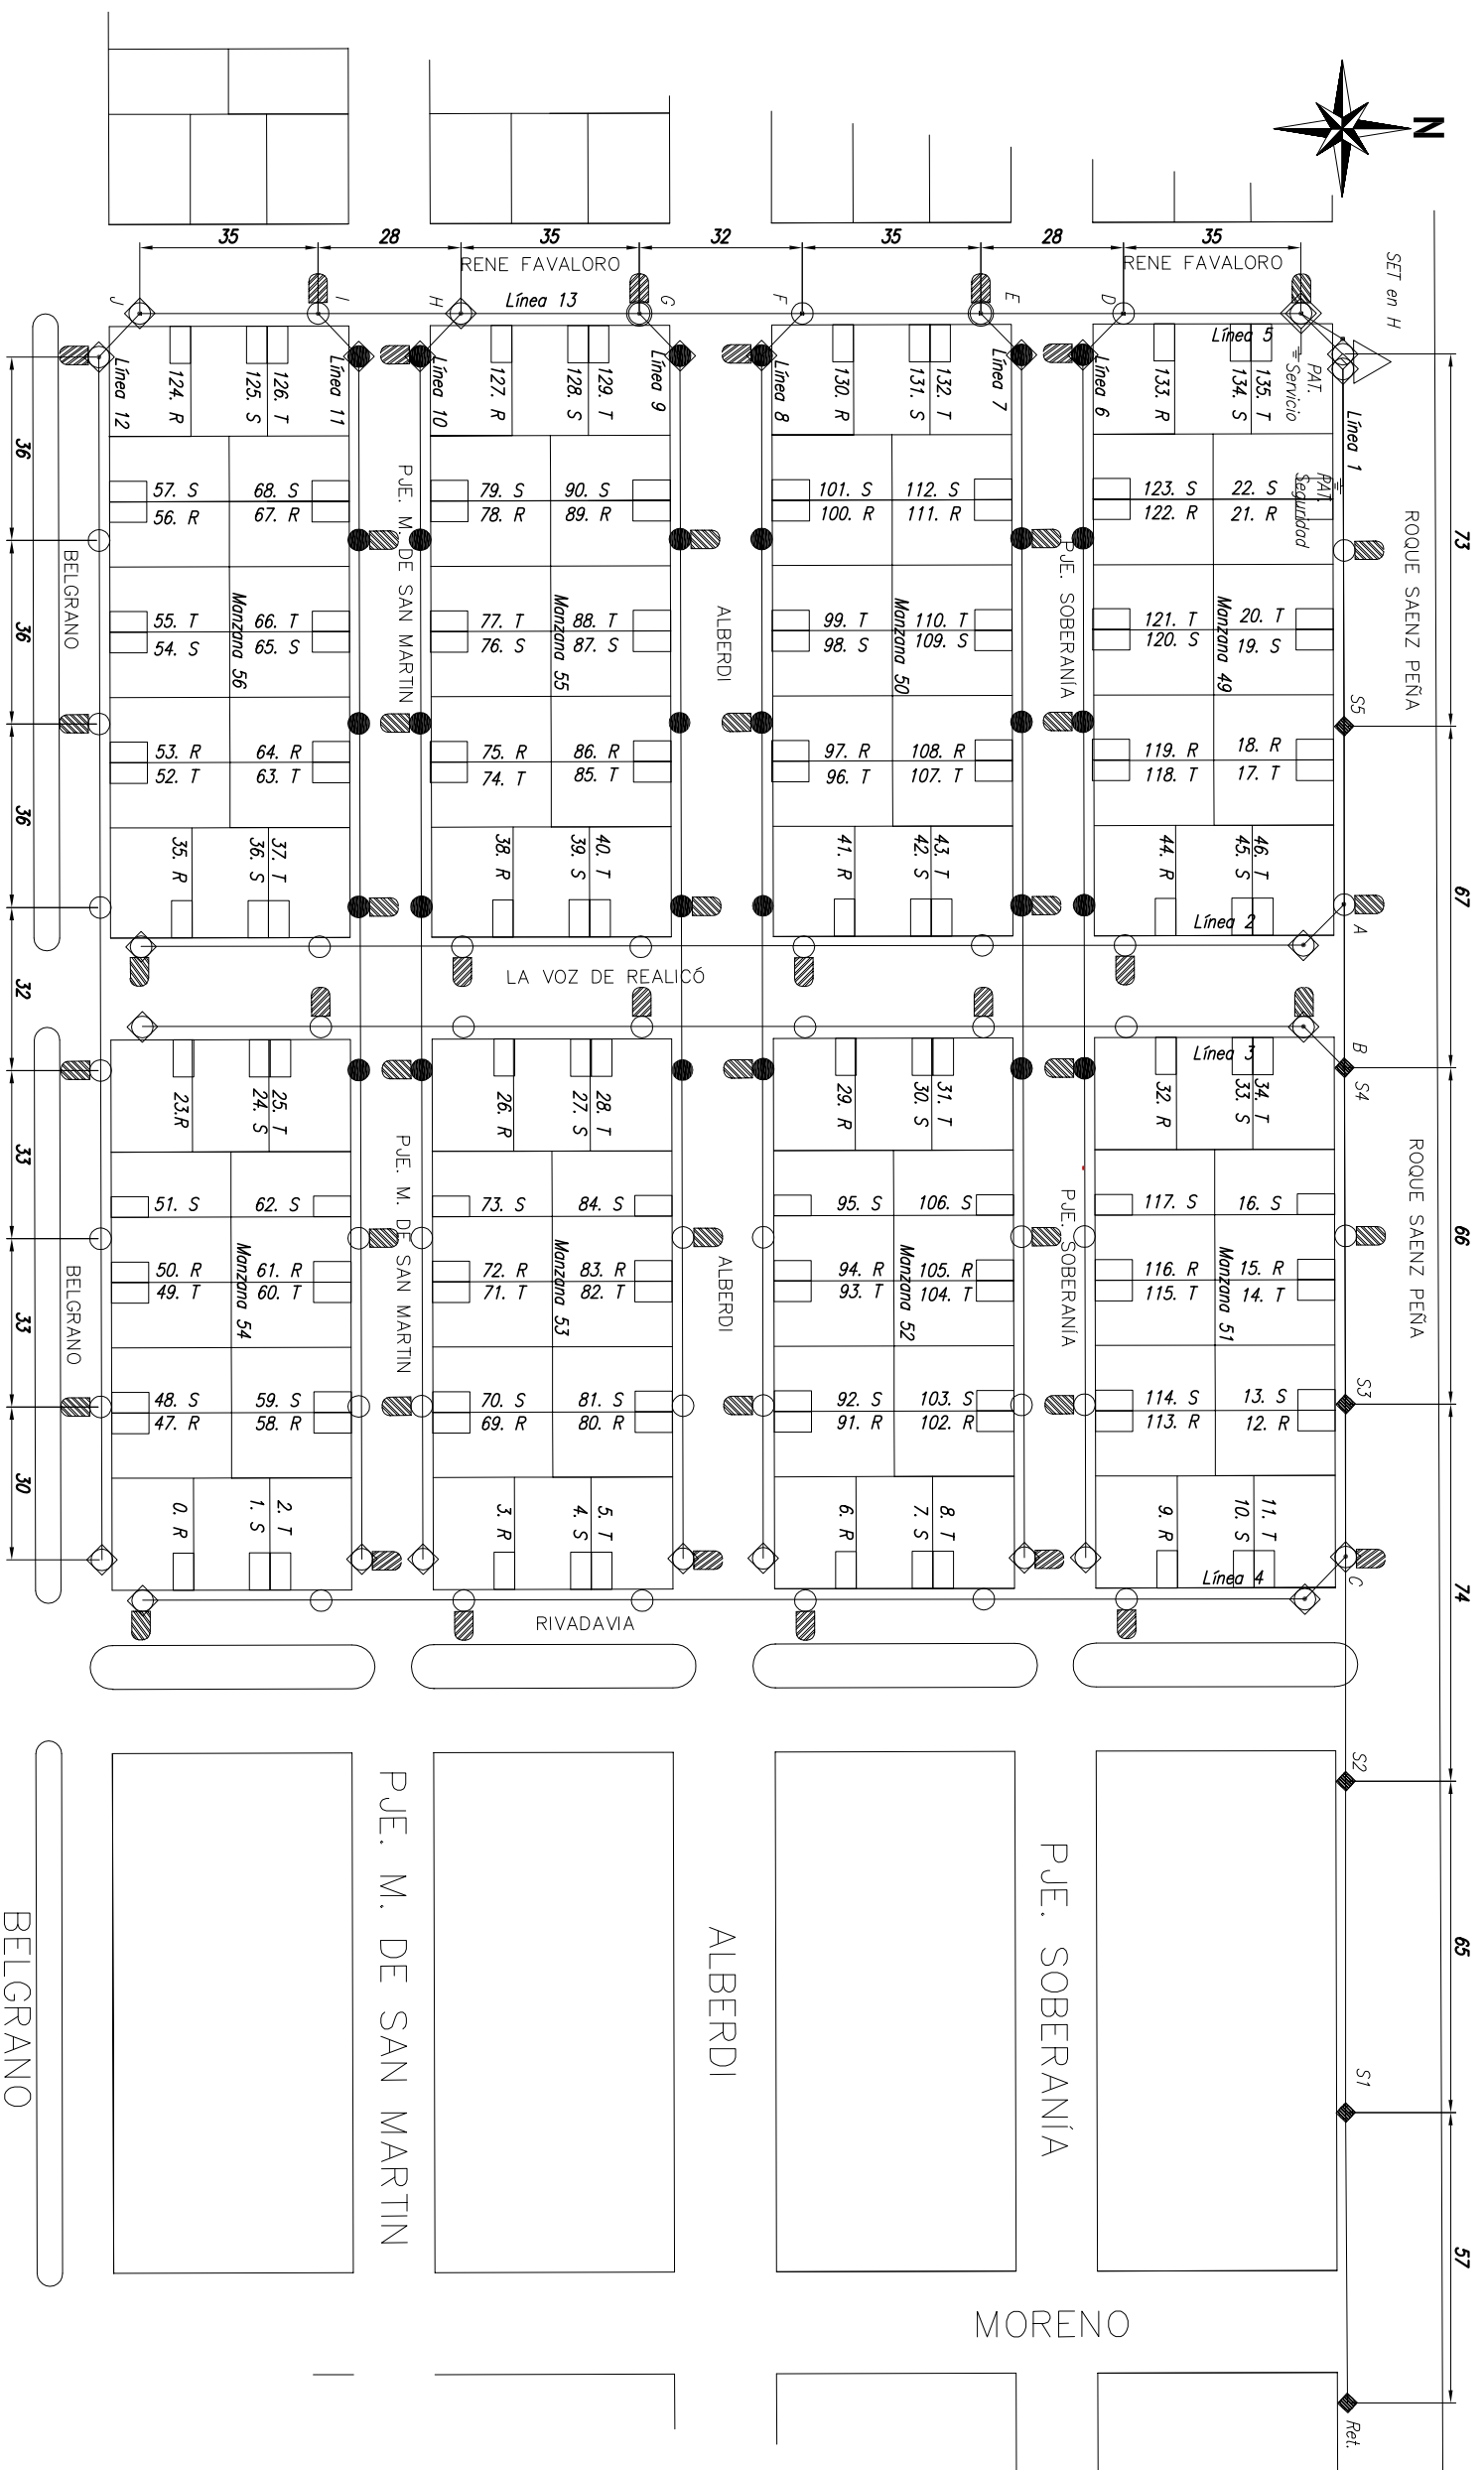 N
SET en H
ROQUE SAENZ PEÑA
ROQUE SAENZ PEÑA
73
67
66
74
65
57
S5
S4
S3
S2
S1
Ret.
A
B
C
D
E
F
G
H
I
J
35
28
35
32
35
28
35
RENE FAVALORO
RENE FAVALORO
Línea 13
Línea 5
Línea 1
PAT.
Servicio
PAT.
Seguridad
Línea 12
Línea 11
Línea 10
Línea 9
Línea 8
Línea 7
Línea 6
124. R
125. S
126. T
127. R
128. S
129. T
130. R
131. S
132. T
133. R
134. S
135. T
57. S
68. S
56. R
67. R
55. T
66. T
54. S
65. S
Manzana 56
53. R
64. R
52. T
63. T
35. R
36. S
37. T
79. S
90. S
78. R
89. R
77. T
88. T
76. S
87. S
Manzana 55
75. R
86. R
74. T
85. T
38. R
39. S
40. T
101. S
112. S
100. R
111. R
99. T
110. T
98. S
109. S
Manzana 50
97. R
108. R
96. T
107. T
41. R
42. S
43. T
123. S
22. S
122. R
21. R
121. T
20. T
120. S
19. S
Manzana 49
119. R
18. R
118. T
17. T
44. R
45. S
46. T
Línea 2
BELGRANO
PJE. M. DE SAN MARTIN
ALBERDI
PJE. SOBERANÍA
LA VOZ DE REALICÓ
Línea 3
23.R
24. S
25. T
26. R
27. S
28. T
29. R
30. S
31. T
32. R
33. S
34. T
51. S
62. S
50. R
61. R
49. T
60. T
Manzana 54
48. S
59. S
47. R
58. R
0. R
1. S
2. T
73. S
84. S
72. R
83. R
71. T
82. T
Manzana 53
70. S
81. S
69. R
80. R
3. R
4. S
5. T
95. S
106. S
94. R
105. R
93. T
104. T
Manzana 52
92. S
103. S
91. R
102. R
6. R
7. S
8. T
117. S
16. S
116. R
15. R
115. T
14. T
Manzana 51
114. S
13. S
113. R
12. R
9. R
10. S
11. T
Línea 4
BELGRANO
PJE. M. DE SAN MARTIN
ALBERDI
PJE. SOBERANÍA
RIVADAVIA
36
36
36
32
33
33
30
BELGRANO
PJE. M. DE SAN MARTIN
ALBERDI
PJE. SOBERANÍA
MORENO